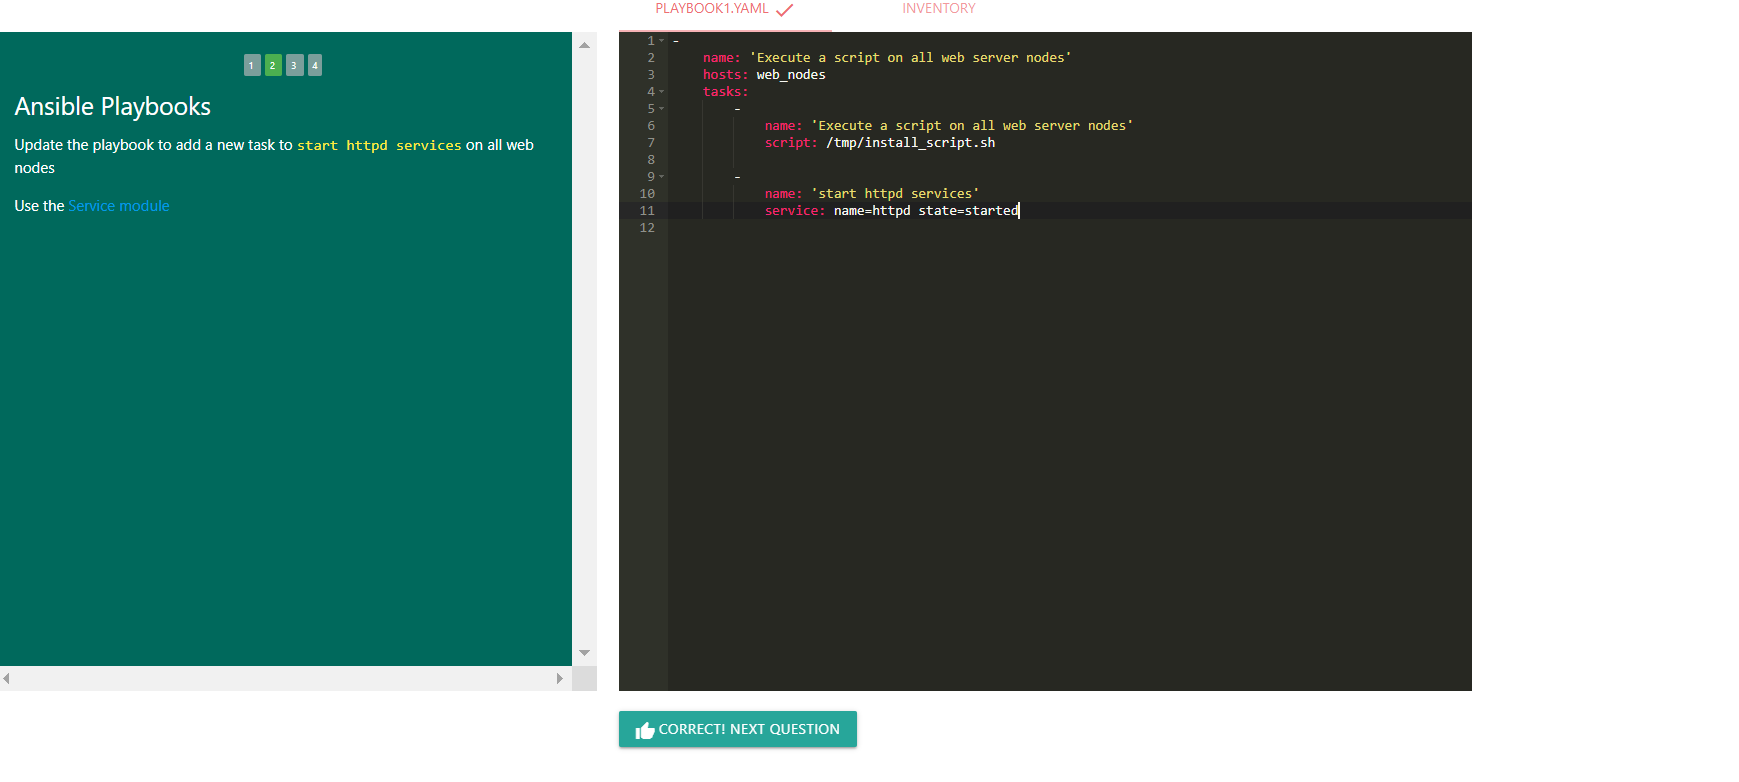 PLAYBOOK1.YAML INVENTORY
1 2 3 4
Ansible Playbooks
Update the playbook to add a new task to start httpd services on all web
nodes
Use the Service module
1 -
2 name: 'Execute a script on all web server nodes'
3 hosts: web_nodes
4 tasks:
5 -
6 name: 'Execute a script on all web server nodes'
7 script: /tmp/install_script.sh
8
9 -
10 name: 'start httpd services'
11 service: name=httpd state=started
12
CORRECT! NEXT QUESTION